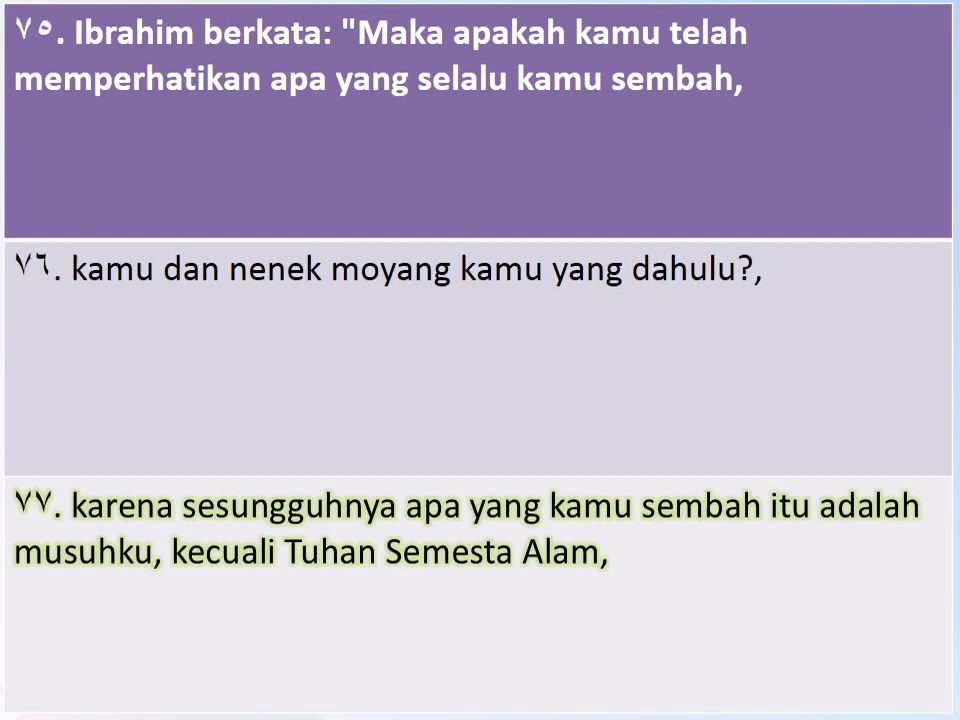 ٧٥. Ibrahim berkata: "Maka apakah kamu telah
memperhatikan apa yang selalu kamu sembah,
٧٦. kamu dan nenek moyang kamu yang dahulu?,
٧٧. karena sesungguhnya apa yang kamu sembah itu adalah
musuhku, kecuali Tuhan Semesta Alam,